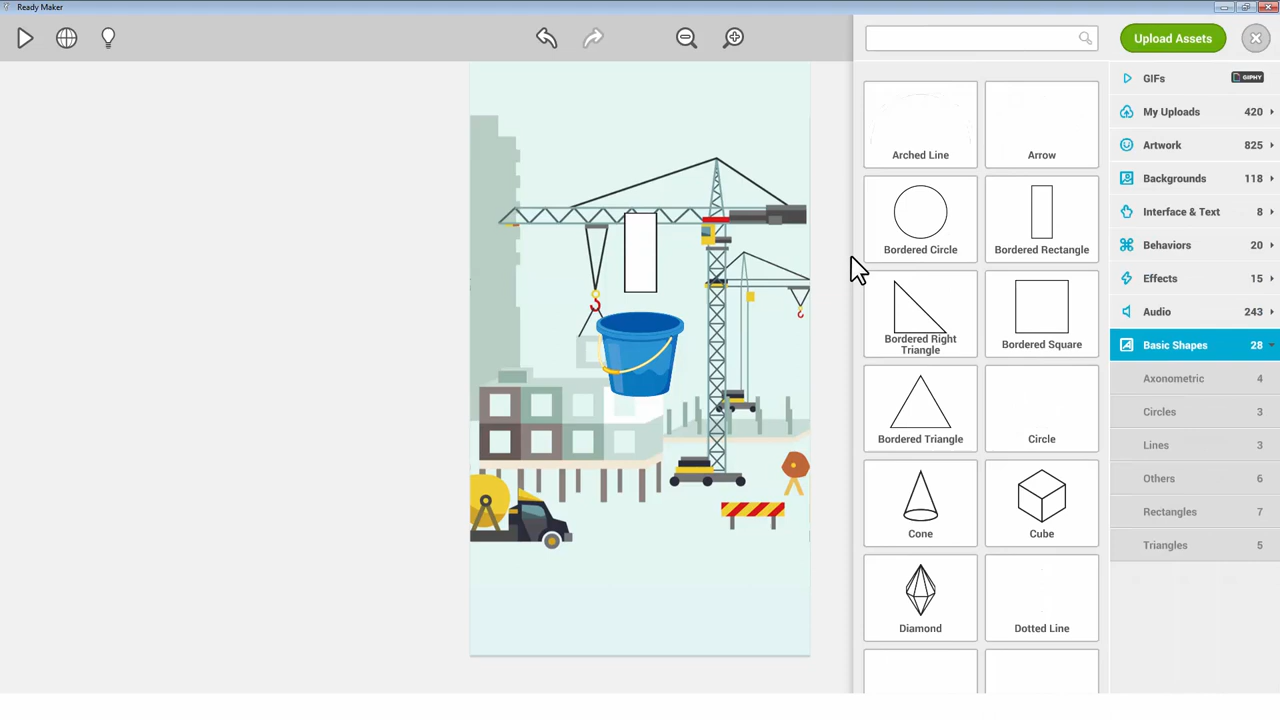 Ready Maker
Upload Assets
GIFs
GIPHY
My Uploads 420
Artwork 825
Backgrounds 118
Interface & Text 8
Behaviors 20
Effects 15
Audio 243
Basic Shapes 28
Axonometric 4
Circles 3
Lines 3
Others 6
Rectangles 7
Triangles 5
Arched Line
Arrow
Bordered Circle
Bordered Rectangle
Bordered Right
Triangle
Bordered Square
Bordered Triangle
Circle
Cone
Cube
Diamond
Dotted Line